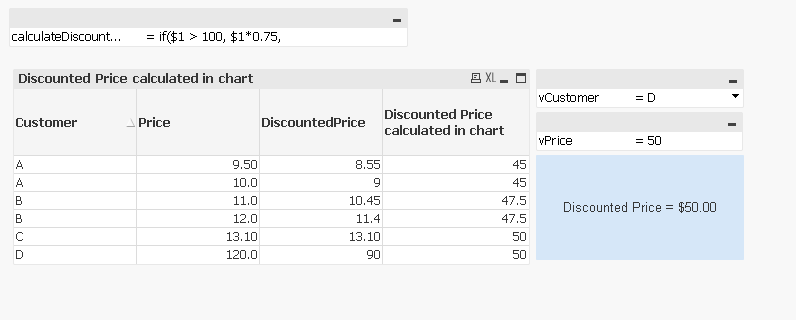 calculateDiscount... = if($1 > 100, $1*0.75,
Discounted Price calculated in chart XL
Customer Price DiscountedPrice Discounted Price calculated in chart
A 9.50 8.55 45
A 10.0 9 45
B 11.0 10.45 47.5
B 12.0 11.4 47.5
C 13.10 13.10 50
D 120.0 90 50
vCustomer = D
vPrice = 50
Discounted Price = $50.00